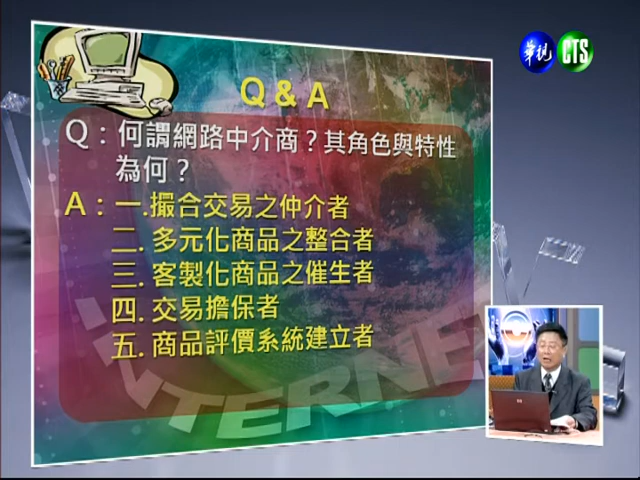 華視 CTS
Q & A
Q：何謂網路中介商？其角色與特性
為何？
A：一.撮合交易之仲介者
二. 多元化商品之整合者
三. 客製化商品之催生者
四. 交易擔保者
五. 商品評價系統建立者
INTERNET